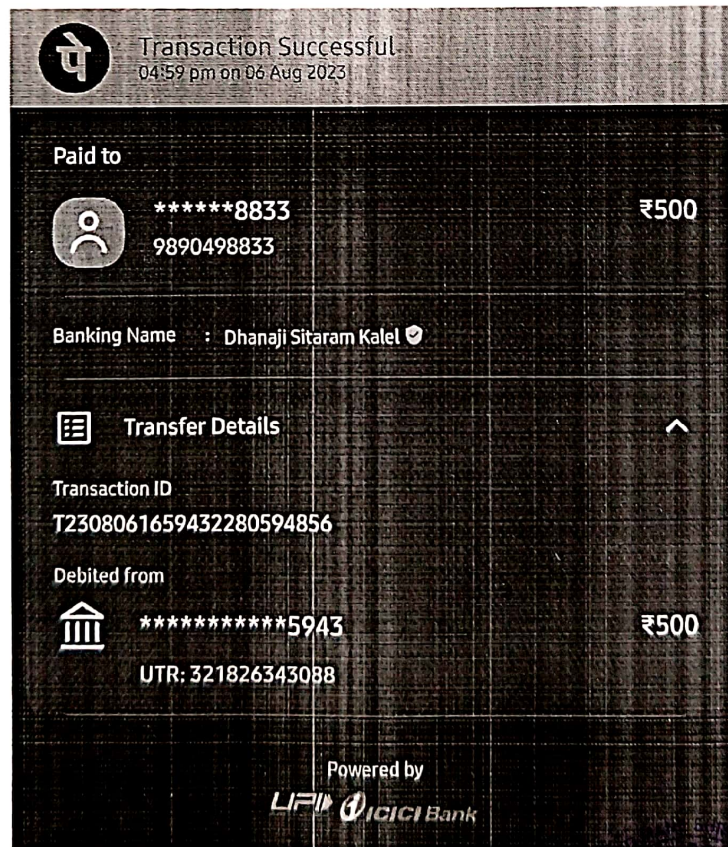 पे
Transaction Successful
04:59 pm on 06 Aug 2023
Paid to
******8833 ₹500
9890498833
Banking Name : Dhanaji Sitaram Kalel
Transfer Details
Transaction ID
T2308061659432280594856
Debited from
***********5943 ₹500
UTR: 321826343088
Powered by
UPI ICICI Bank